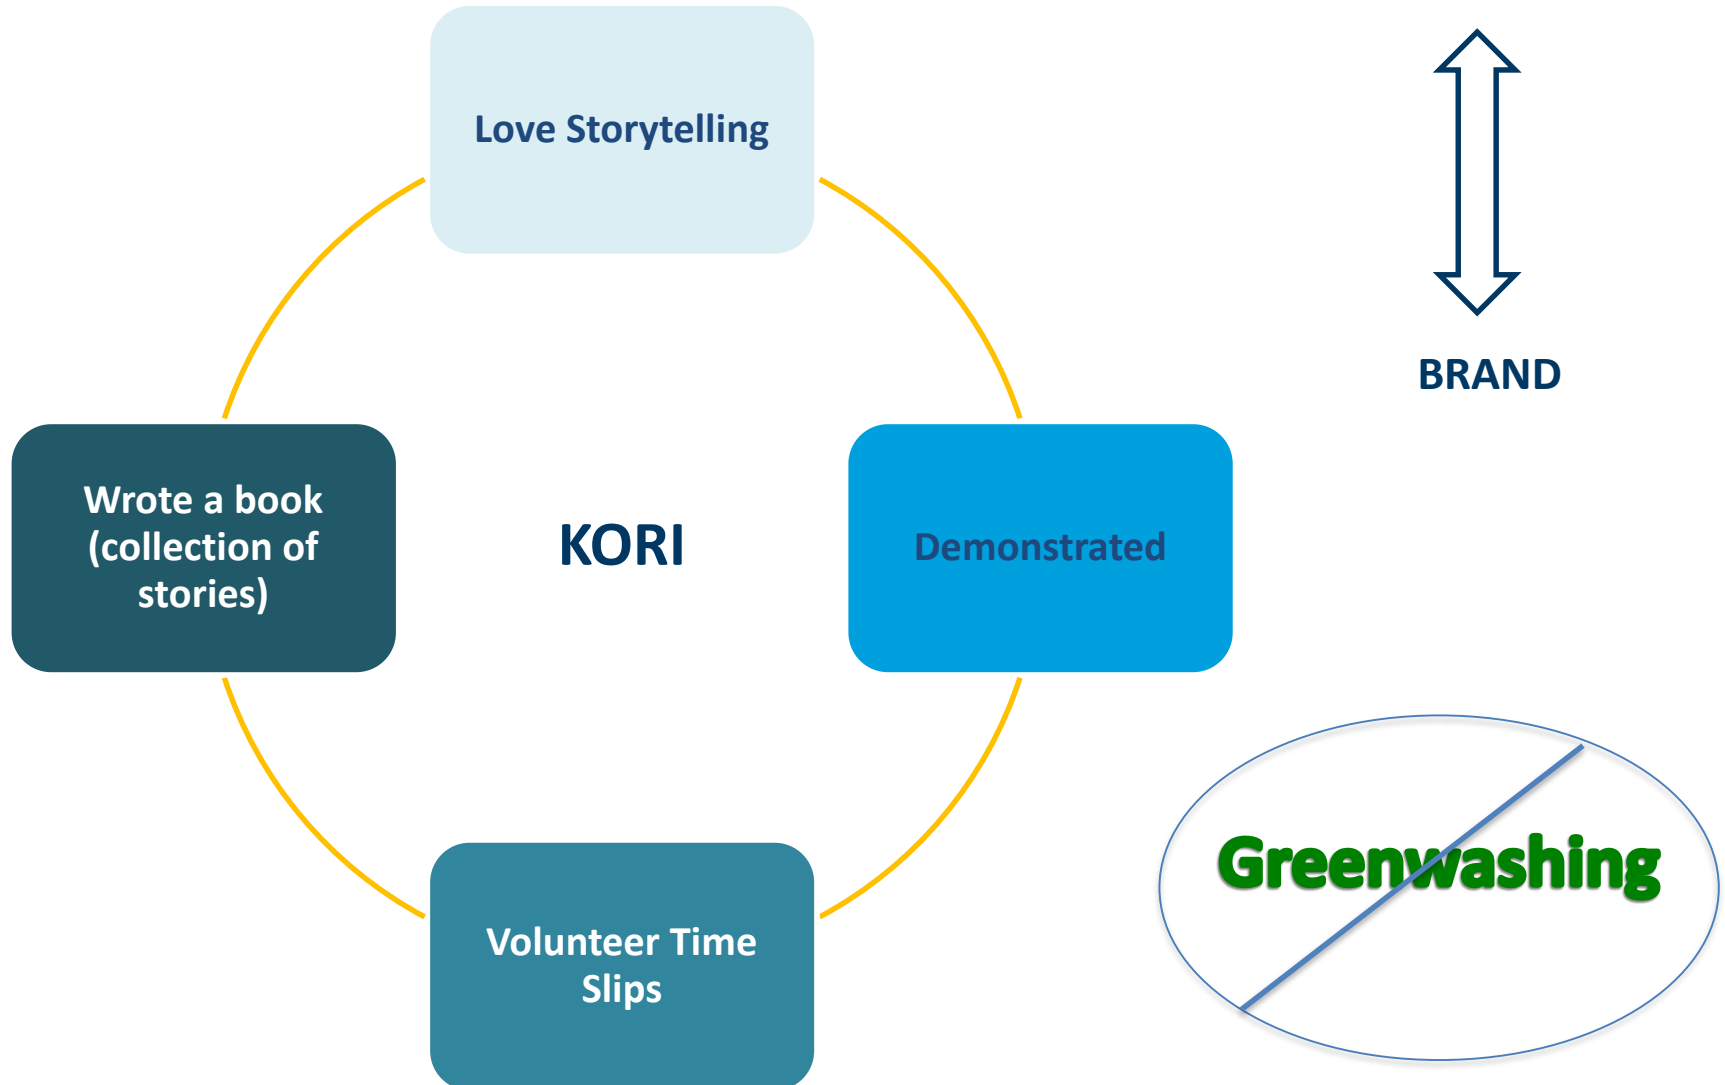 Love Storytelling
BRAND
Wrote a book
(collection of
stories)
KORI
Demonstrated
Greenwashing
Volunteer Time
Slips